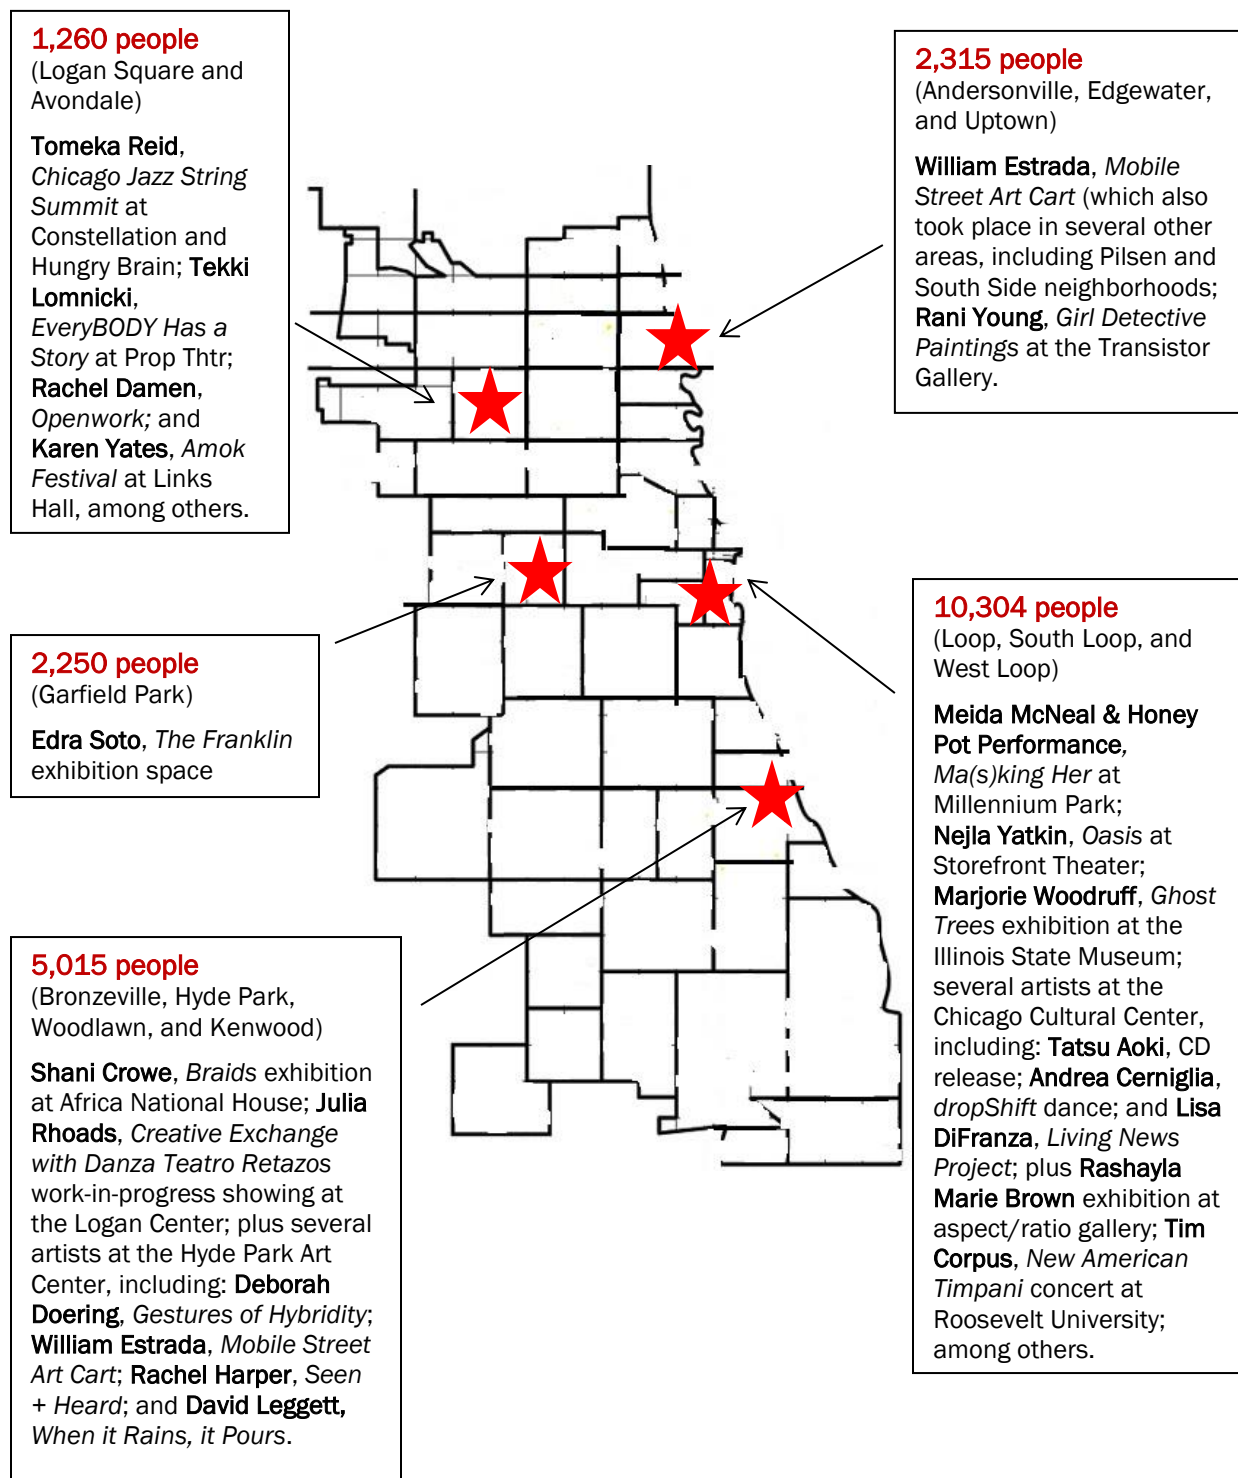 1,260 people
(Logan Square and
Avondale)
Tomeka Reid,
Chicago Jazz String
Summit at
Constellation and
Hungry Brain; Tekki
Lomnicki,
EveryBODY Has a
Story at Prop Thtr;
Rachel Damen,
Openwork; and
Karen Yates, Amok
Festival at Links
Hall, among others.
2,315 people
(Andersonville, Edgewater,
and Uptown)
William Estrada, Mobile
Street Art Cart (which also
took place in several other
areas, including Pilsen and
South Side neighborhoods;
Rani Young, Girl Detective
Paintings at the Transistor
Gallery.
2,250 people
(Garfield Park)
Edra Soto, The Franklin
exhibition space
10,304 people
(Loop, South Loop, and
West Loop)
Meida McNeal & Honey
Pot Performance,
Ma(s)king Her at
Millennium Park;
Nejla Yatkin, Oasis at
Storefront Theater;
Marjorie Woodruff, Ghost
Trees exhibition at the
Illinois State Museum;
several artists at the
Chicago Cultural Center,
including: Tatsu Aoki, CD
release; Andrea Cerniglia,
dropShift dance; and Lisa
DiFranza, Living News
Project; plus Rashayla
Marie Brown exhibition at
aspect/ratio gallery; Tim
Corpus, New American
Timpani concert at
Roosevelt University;
among others.
5,015 people
(Bronzeville, Hyde Park,
Woodlawn, and Kenwood)
Shani Crowe, Braids exhibition
at Africa National House; Julia
Rhoads, Creative Exchange
with Danza Teatro Retazos
work-in-progress showing at
the Logan Center; plus several
artists at the Hyde Park Art
Center, including: Deborah
Doering, Gestures of Hybridity;
William Estrada, Mobile Street
Art Cart; Rachel Harper, Seen
+ Heard; and David Leggett,
When it Rains, it Pours.